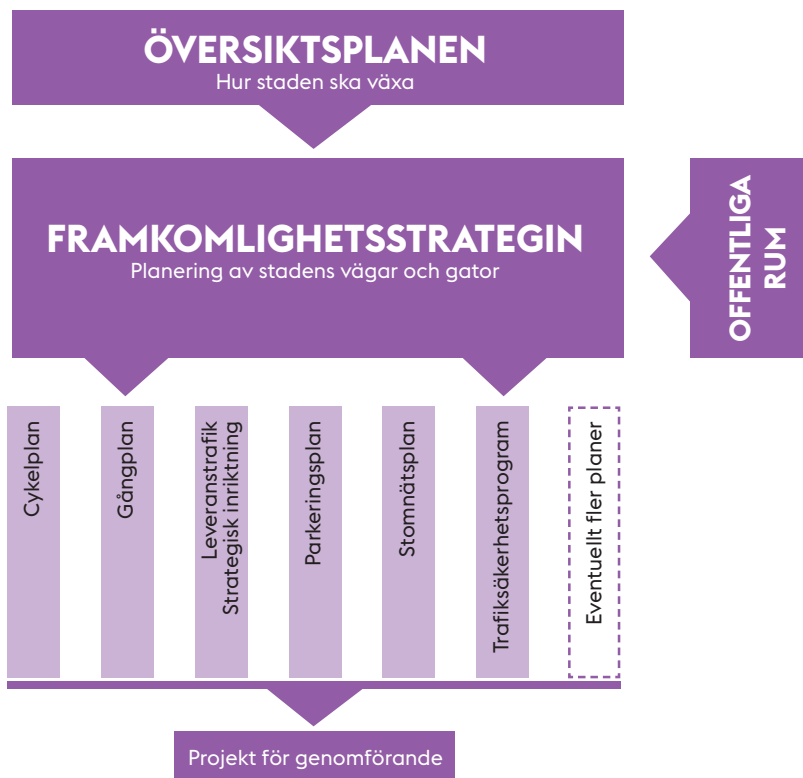 ÖVERSIKTSPLANEN
Hur staden ska växa
FRAMKOMLIGHETSSTRATEGIN
Planering av stadens vägar och gator
OFFENTLIGA
RUM
Cykelplan
Gångplan
Leveranstrafik
Strategisk inriktning
Parkeringsplan
Stomnätsplan
Trafiksäkerhetsprogram
Eventuellt fler planer
Projekt för genomförande